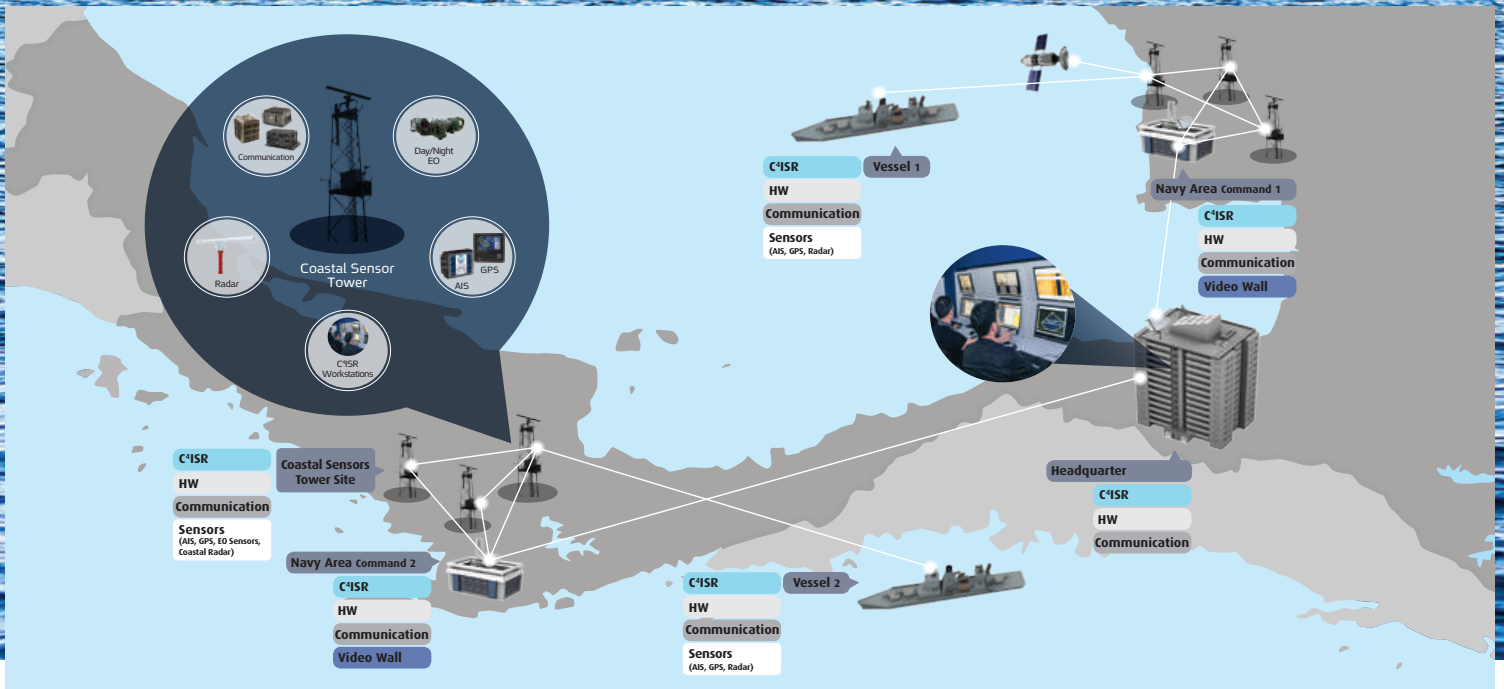 Communication
Day/Night
EO
Radar
Coastal Sensor
Tower
AIS
GPS
C⁴ISR
Workstations
C⁴ISR
Vessel 1
HW
Communication
Sensors
(AIS, GPS, Radar)
Navy Area Command 1
C⁴ISR
HW
Communication
Video Wall
C⁴ISR
Coastal Sensors
Tower Site
HW
Communication
Sensors
(AIS, GPS, EO Sensors,
Coastal Radar)
Headquarter
C⁴ISR
HW
Communication
Navy Area Command 2
C⁴ISR
HW
Communication
Video Wall
C⁴ISR
Vessel 2
HW
Communication
Sensors
(AIS, GPS, Radar)